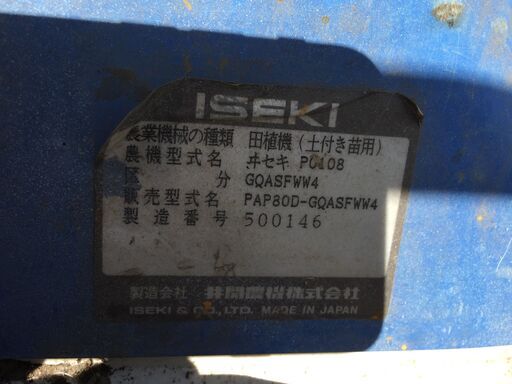 ISEKI
農業機械の種類 田植機(土付き苗用)
農機型式名 ヰセキ PC108
区分 GQASFWW4
販売型式名 PAP80D-GQASFWW4
製造番号 500146
製造会社 井関農機株式会社
ISEKI & CO., LTD. MADE IN JAPAN